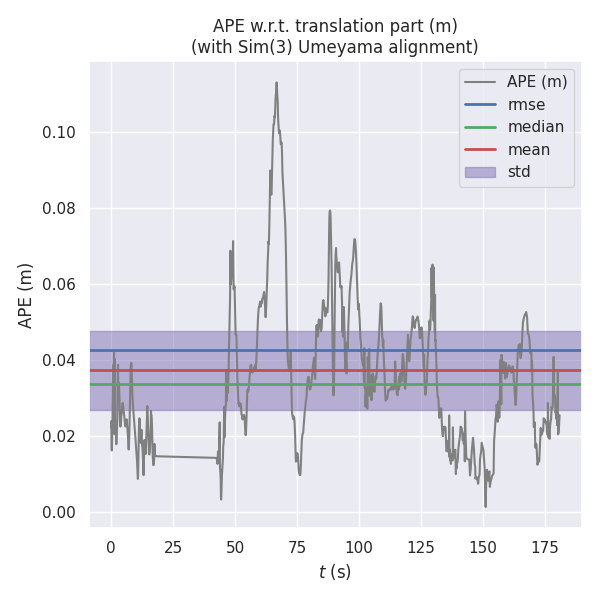 APE w.r.t. translation part (m)
(with Sim(3) Umeyama alignment)
APE (m)
rmse
median
mean
std
APE (m)
0.10
0.08
0.06
0.04
0.02
0.00
0 25 50 75 100 125 150 175
t (s)